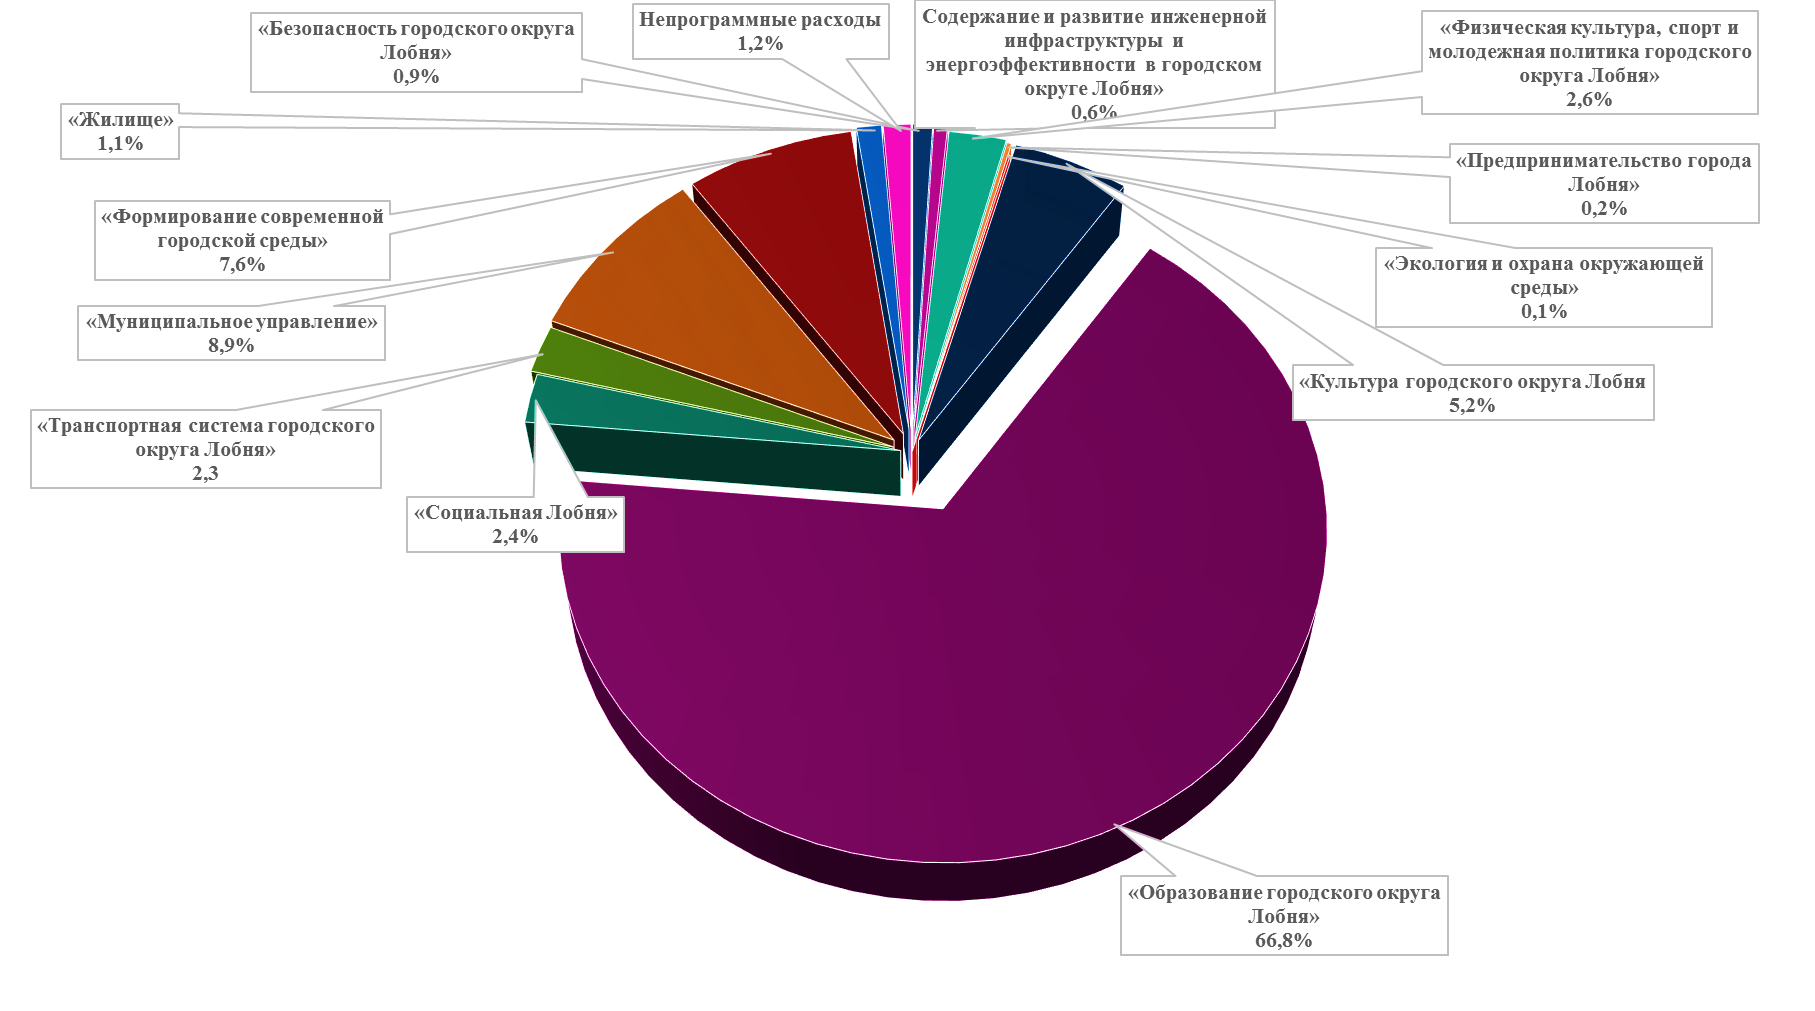 «Безопасность городского округа
Лобня»
0,9%
Непрограммные расходы
1,2%
Содержание и развитие инженерной
инфраструктуры и
энергоэффективности в городском
округе Лобня»
0,6%
«Физическая культура, спорт и
молодежная политика городского
округа Лобня»
2,6%
«Жилище»
1,1%
«Предпринимательство города
Лобня»
0,2%
«Формирование современной
городской среды»
7,6%
«Экология и охрана окружающей
среды»
0,1%
«Муниципальное управление»
8,9%
«Культура городского округа Лобня
5,2%
«Транспортная система городского
округа Лобня»
2,3
«Социальная Лобня»
2,4%
«Образование городского округа
Лобня»
66,8%